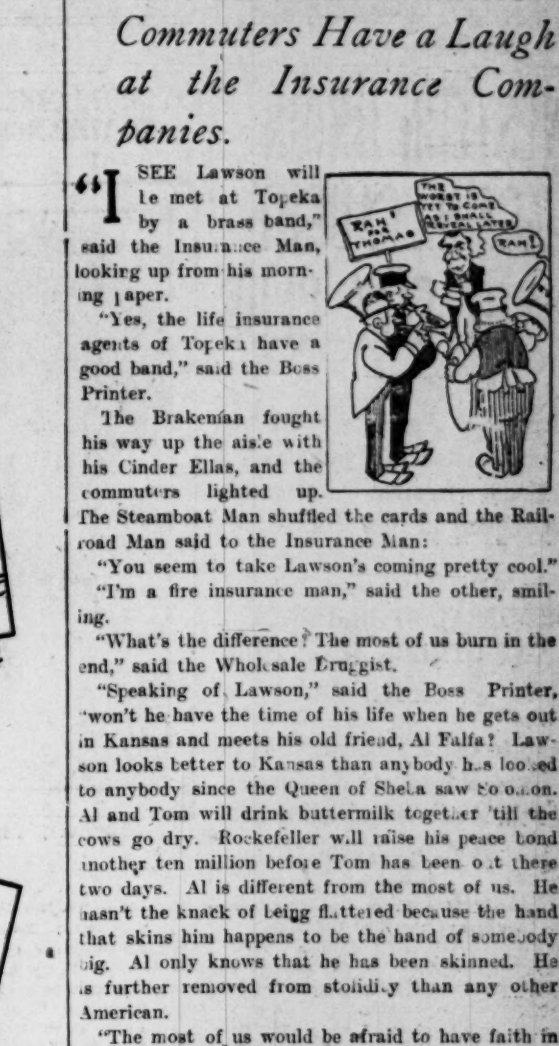 Commuters Have a Laugh
at the Insurance Com-
panies.
"I SEE Lawson will
be met at Topeka
by a brass band,"
said the Insurance Man,
looking up from his morn-
ing paper.
"Yes, the life insurance
agents of Topeka have a
good band," said the Boss
Printer.
The Brakeman fought
his way up the aisle with
his Cinder Ellas, and the
commuters lighted up.
THE
WORST IS
YET TO COME
AS I SHALL
REVEAL LATER
RAH!
FOR
THOMAS
RAH!
The Steamboat Man shuffled the cards and the Rail-
road Man said to the Insurance Man:
"You seem to take Lawson's coming pretty cool."
"I'm a fire insurance man," said the other, smil-
ing.
"What's the difference? The most of us burn in the
end," said the Wholesale Druggist.
"Speaking of Lawson," said the Boss Printer,
"won't he have the time of his life when he gets out
in Kansas and meets his old friend, Al Falfa? Law-
son looks better to Kansas than anybody has looked
to anybody since the Queen of Sheba saw Solomon.
Al and Tom will drink buttermilk together 'till the
cows go dry. Rockefeller will raise his peace bond
another ten million before Tom has been out there
two days. Al is different from the most of us. He
hasn't the knack of being flattered because the hand
that skins him happens to be the hand of somebody
big. Al only knows that he has been skinned. He
is further removed from stolidity than any other
American.
"The most of us would be afraid to have faith in